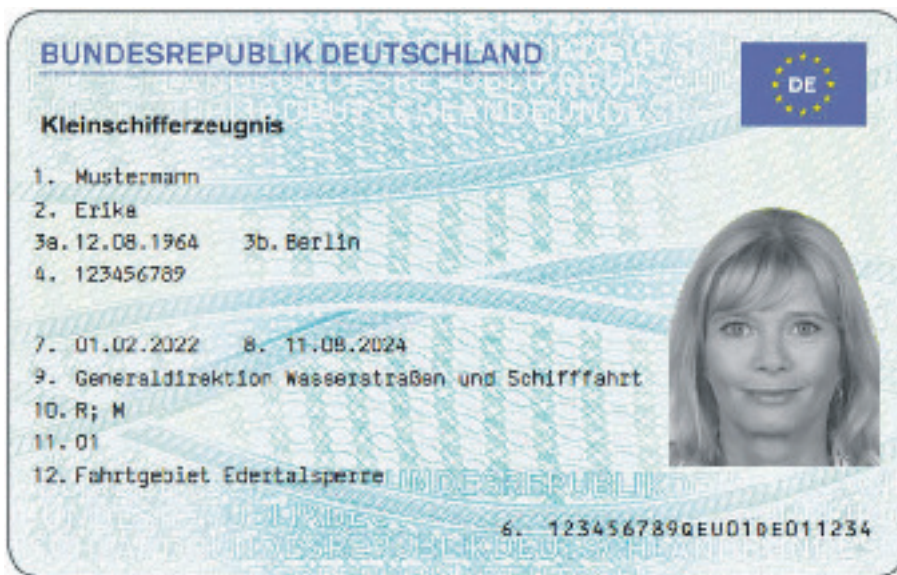 BUNDESREPUBLIK DEUTSCHLAND
DE
Kleinschifferzeugnis
1. Mustermann
2. Erika
3a. 12.08.1964 3b. Berlin
4. 123456789
7. 01.02.2022 8. 11.08.2024
9. Generaldirektion Wasserstraßen und Schifffahrt
10. R; M
11. 01
12. Fahrtgebiet Edertalsperre
6. 123456789QEU01DE011234